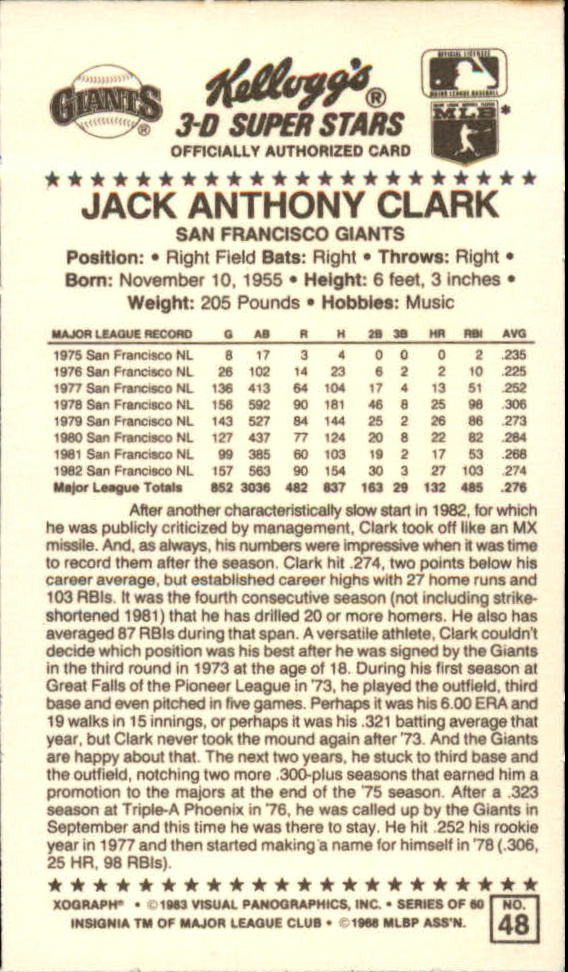 GIANTS ®
Kellogg's®
3-D SUPER STARS
OFFICIALLY AUTHORIZED CARD
OFFICIAL LICENSEE
MAJOR LEAGUE BASEBALL
MLB *
JACK ANTHONY CLARK
SAN FRANCISCO GIANTS
Position: • Right Field Bats: Right • Throws: Right •
Born: November 10, 1955 • Height: 6 feet, 3 inches •
Weight: 205 Pounds • Hobbies: Music
MAJOR LEAGUE RECORD G AB R H 2B 3B HR RBI AVG
1975 San Francisco NL 8 17 3 4 0 0 0 2 .235
1976 San Francisco NL 26 102 14 23 6 2 2 10 .225
1977 San Francisco NL 136 413 64 104 17 4 13 51 .252
1978 San Francisco NL 156 592 90 181 46 8 25 98 .306
1979 San Francisco NL 143 527 84 144 25 2 26 86 .273
1980 San Francisco NL 127 437 77 124 20 8 22 82 .284
1981 San Francisco NL 99 385 60 103 19 2 17 53 .268
1982 San Francisco NL 157 563 90 154 30 3 27 103 .274
Major League Totals 852 3036 482 837 163 29 132 485 .276
After another characteristically slow start in 1982, for which
he was publicly criticized by management, Clark took off like an MX
missile. And, as always, his numbers were impressive when it was time
to record them after the season. Clark hit .274, two points below his
career average, but established career highs with 27 home runs and
103 RBIs. It was the fourth consecutive season (not including strike-
shortened 1981) that he has drilled 20 or more homers. He also has
averaged 87 RBIs during that span. A versatile athlete, Clark couldn't
decide which position was his best after he was signed by the Giants
in the third round in 1973 at the age of 18. During his first season at
Great Falls of the Pioneer League in '73, he played the outfield, third
base and even pitched in five games. Perhaps it was his 6.00 ERA and
19 walks in 15 innings, or perhaps it was his .321 batting average that
year, but Clark never took the mound again after '73. And the Giants
are happy about that. The next two years, he stuck to third base and
the outfield, notching two more .300-plus seasons that earned him a
promotion to the majors at the end of the '75 season. After a .323
season at Triple-A Phoenix in '76, he was called up by the Giants in
September and this time he was there to stay. He hit .252 his rookie
year in 1977 and then started making a name for himself in '78 (.306,
25 HR, 98 RBIs).
XOGRAPH® • ©1983 VISUAL PANOGRAPHICS, INC. • SERIES OF 60
INSIGNIA TM OF MAJOR LEAGUE CLUB • ©1968 MLBP ASS'N.
NO.
48